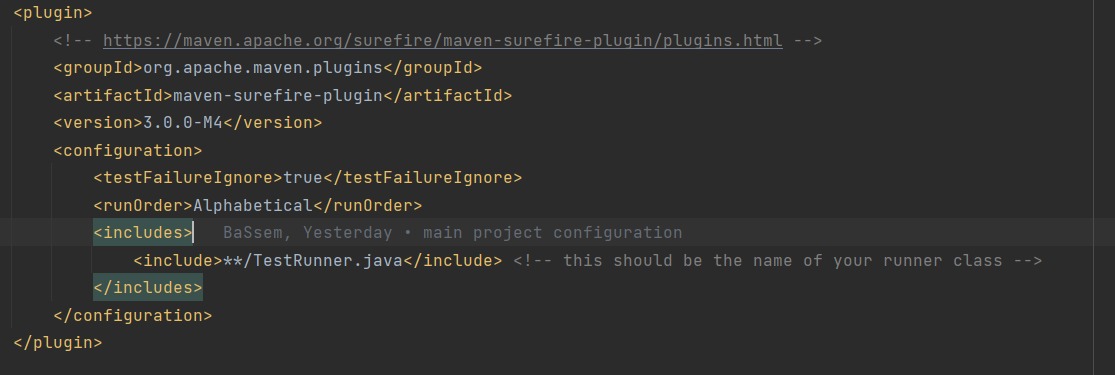 <plugin>
<!-- https://maven.apache.org/surefire/maven-surefire-plugin/plugins.html -->
<groupId>org.apache.maven.plugins</groupId>
<artifactId>maven-surefire-plugin</artifactId>
<version>3.0.0-M4</version>
<configuration>
<testFailureIgnore>true</testFailureIgnore>
<runOrder>Alphabetical</runOrder>
<includes> BaSsem, Yesterday • main project configuration
<include>**/TestRunner.java</include> <!-- this should be the name of your runner class -->
</includes>
</configuration>
</plugin>